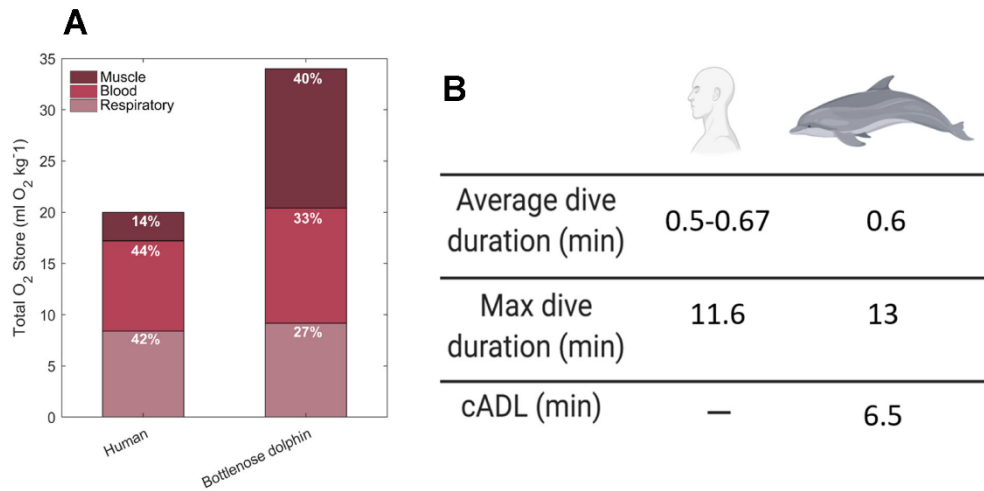 A
Total O2 Store (ml O2 kg-1)
35
30
25
20
15
10
5
0
Muscle
Blood
Respiratory
14%
44%
42%
40%
33%
27%
Human
Bottlenose dolphin
B
Average dive
duration (min)
0.5-0.67
0.6
Max dive
duration (min)
11.6
13
cADL (min)
–
6.5